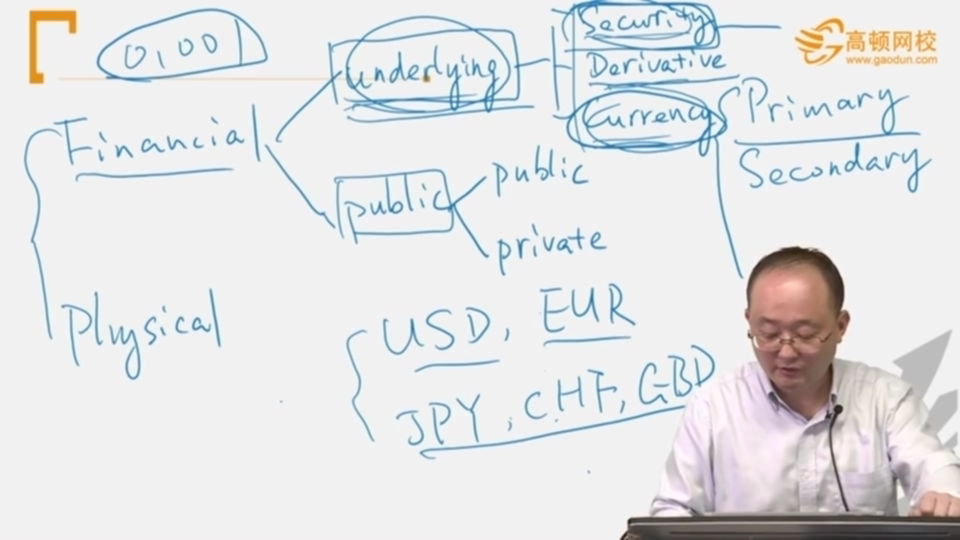 0,001
Financial
Physical
underlying
public
public
private
Security
Derivative
Currency
Primary
Secondary
USD, EUR
JPY, CHF, GBP
高顿网校
www.gaodun.com